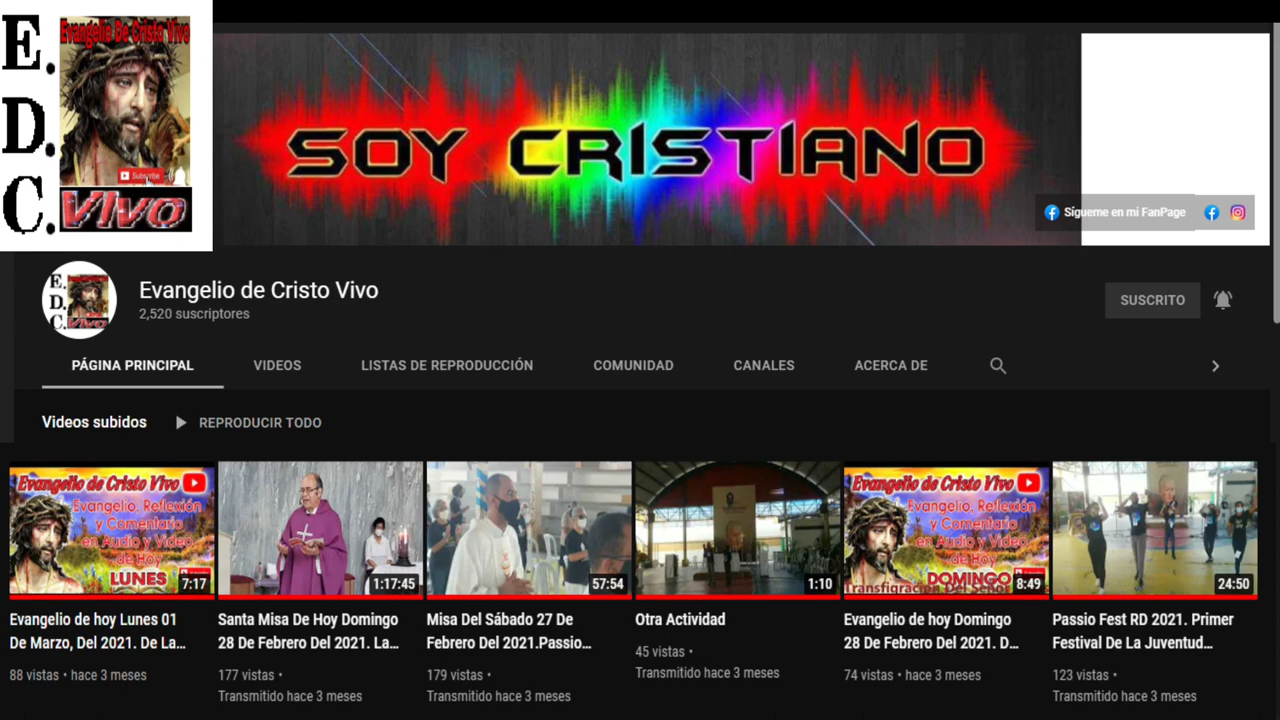 E.
D.
C.
Evangelio De Cristo Vivo
Subscribe
Vivo
SOY CRISTIANO
Sígueme en mi FanPage
E.
D.
C.
Vivo
Evangelio de Cristo Vivo
2,520 suscriptores
SUSCRITO
PÁGINA PRINCIPAL VIDEOS LISTAS DE REPRODUCCIÓN COMUNIDAD CANALES ACERCA DE
Videos subidos REPRODUCIR TODO
Evangelio de Cristo Vivo
Evangelio, Reflexión
y Comentario
en Audio y Video
de Hoy
LUNES
7:17
1:17:45
57:54
1:10
Evangelio de Cristo Vivo
Evangelio, Reflexión
y Comentario
en Audio y Video
de Hoy
DOMINGO
Transfiguración Del Señor
8:49
24:50
Evangelio de hoy Lunes 01
De Marzo, Del 2021. De La...
88 vistas • hace 3 meses
Santa Misa De Hoy Domingo
28 De Febrero Del 2021. La...
177 vistas •
Transmitido hace 3 meses
Misa Del Sábado 27 De
Febrero Del 2021.Passio...
179 vistas •
Transmitido hace 3 meses
Otra Actividad
45 vistas •
Transmitido hace 3 meses
Evangelio de hoy Domingo
28 De Febrero Del 2021. D...
74 vistas • hace 3 meses
Passio Fest RD 2021. Primer
Festival De La Juventud...
123 vistas •
Transmitido hace 3 meses